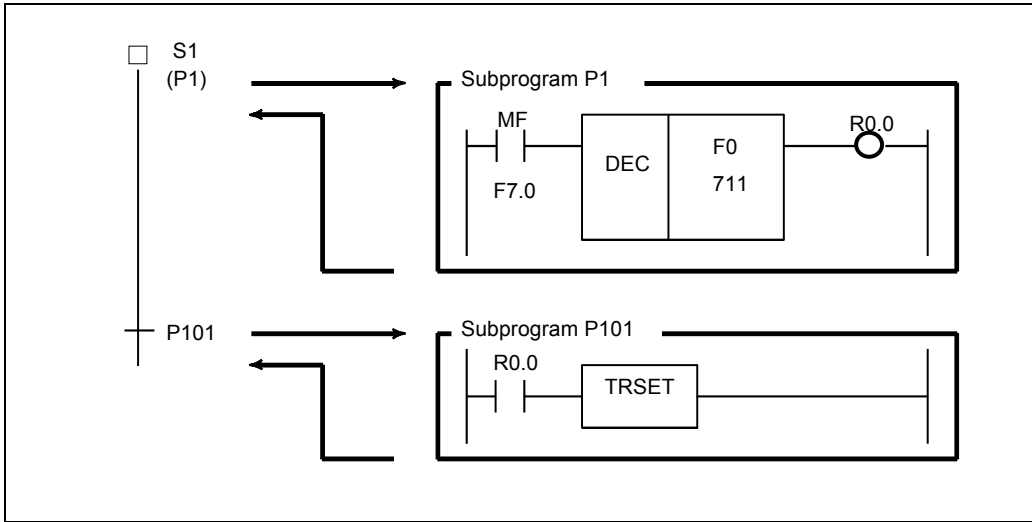 S1
(P1)
Subprogram P1
MF
F7.0
DEC
F0
711
R0.0
P101
Subprogram P101
R0.0
TRSET